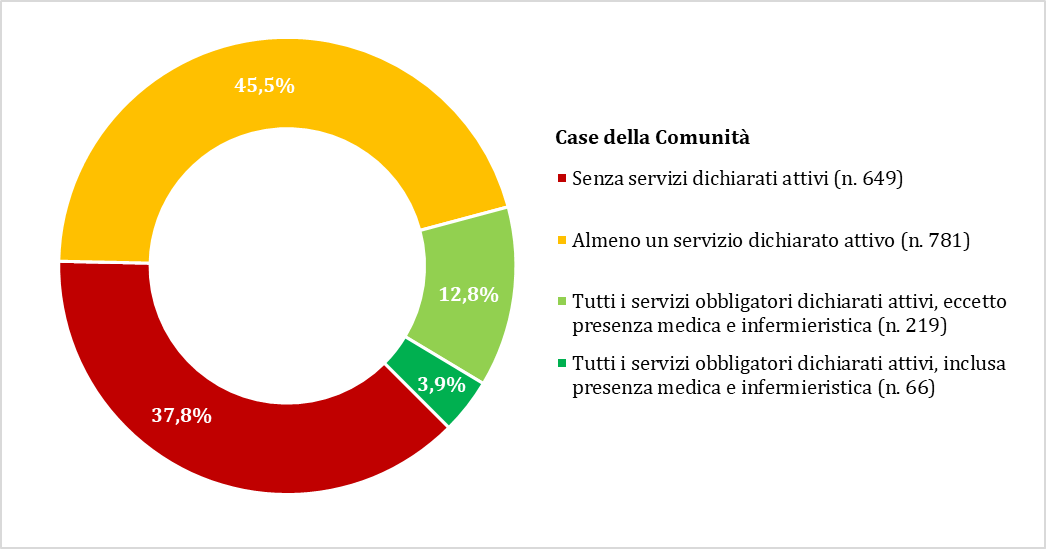 45,5%
12,8%
3,9%
37,8%
Case della Comunità
Senza servizi dichiarati attivi (n. 649)
Almeno un servizio dichiarato attivo (n. 781)
Tutti i servizi obbligatori dichiarati attivi, eccetto
presenza medica e infermieristica (n. 219)
Tutti i servizi obbligatori dichiarati attivi, inclusa
presenza medica e infermieristica (n. 66)